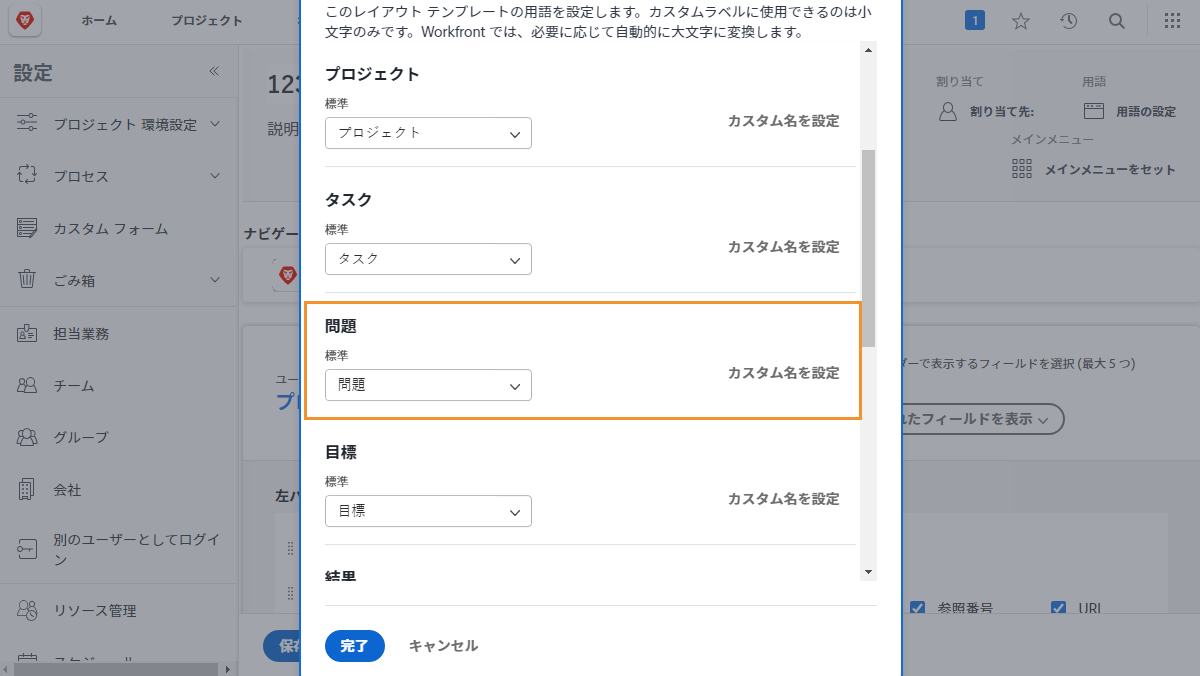 ホーム
プロジェクト
1
設定
プロジェクト 環境設定
プロセス
カスタム フォーム
ごみ箱
担当業務
チーム
グループ
会社
別のユーザーとしてログイ
ン
リソース管理
スケジュール
123
説明
ナビゲー
ユー
プロ
左パ
保存
このレイアウト テンプレートの用語を設定します。カスタムラベルに使用できるのは小
文字のみです。Workfront では、必要に応じて自動的に大文字に変換します。
プロジェクト
標準
プロジェクト
カスタム名を設定
タスク
標準
タスク
カスタム名を設定
問題
標準
問題
カスタム名を設定
目標
標準
目標
カスタム名を設定
結果
完了
キャンセル
割り当て
割り当て先:
用語
用語の設定
メインメニュー
メインメニューをセット
ダーで表示するフィールドを選択 (最大 5 つ)
れたフィールドを表示
参照番号
URL